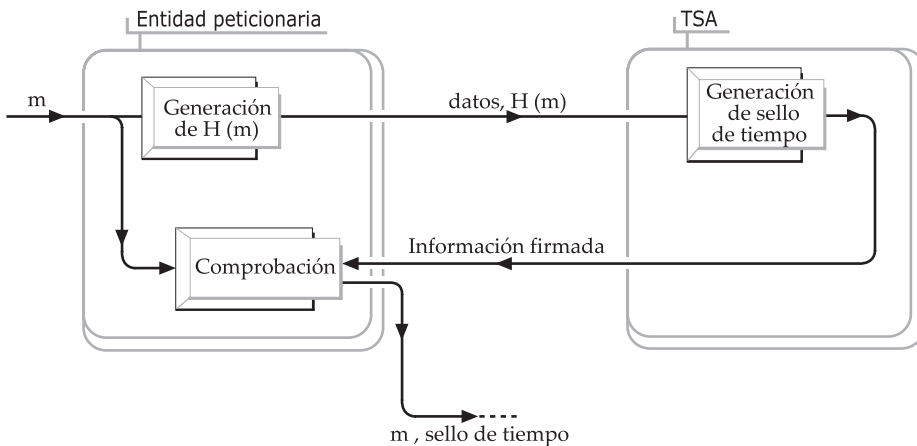 Entidad peticionaria
TSA
m
Generación
de H (m)
datos, H (m)
Generación
de sello
de tiempo
Información firmada
Comprobación
m , sello de tiempo